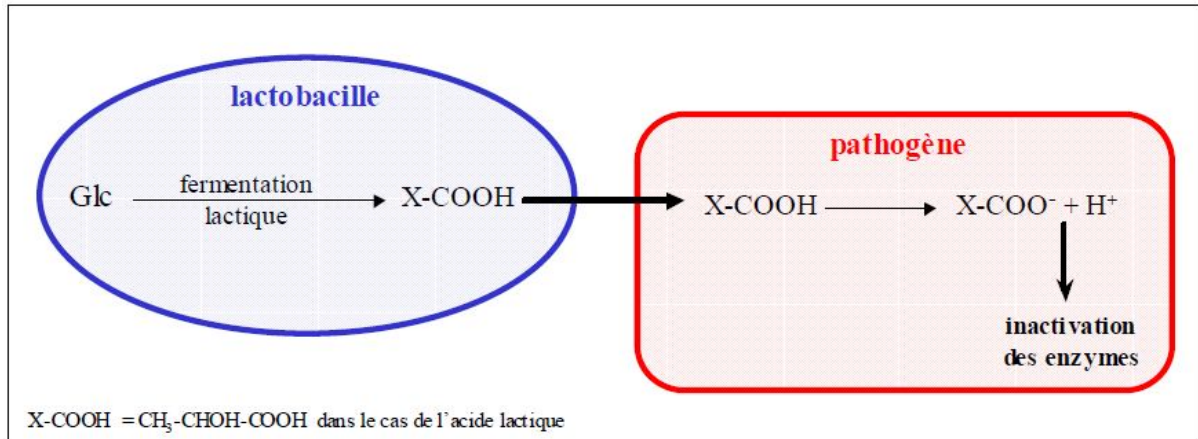 lactobacille
pathogène
Glc
fermentation
lactique
X-COOH
X-COOH
X-COO⁻ + H⁺
inactivation
des enzymes
X-COOH = CH₃-CHOH-COOH dans le cas de l'acide lactique